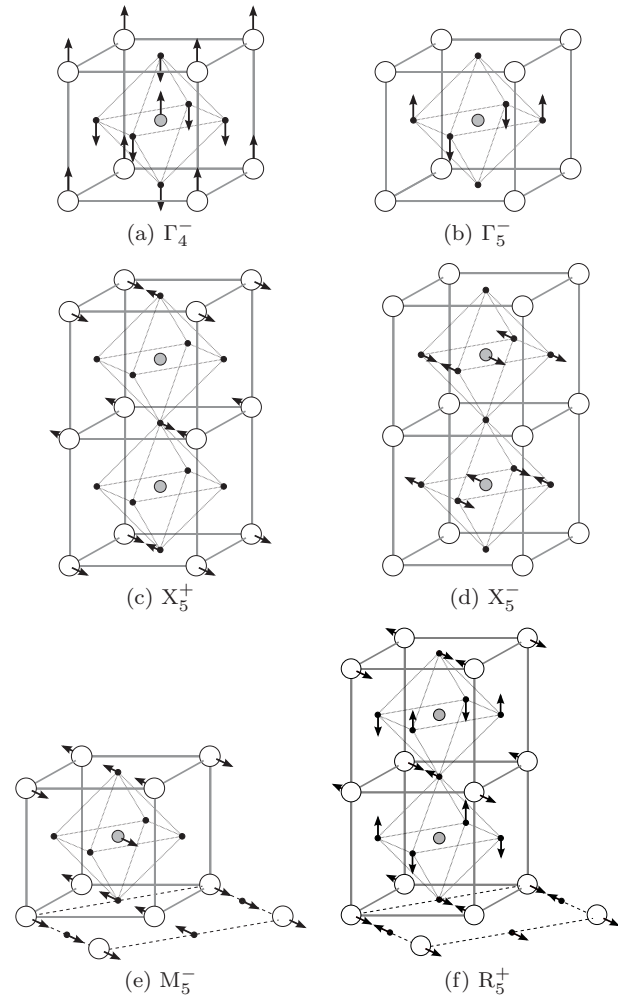 (a) Γ₄⁻
(b) Γ₅⁻
(c) X₅⁺
(d) X₅⁻
(e) M₅⁻
(f) R₅⁺